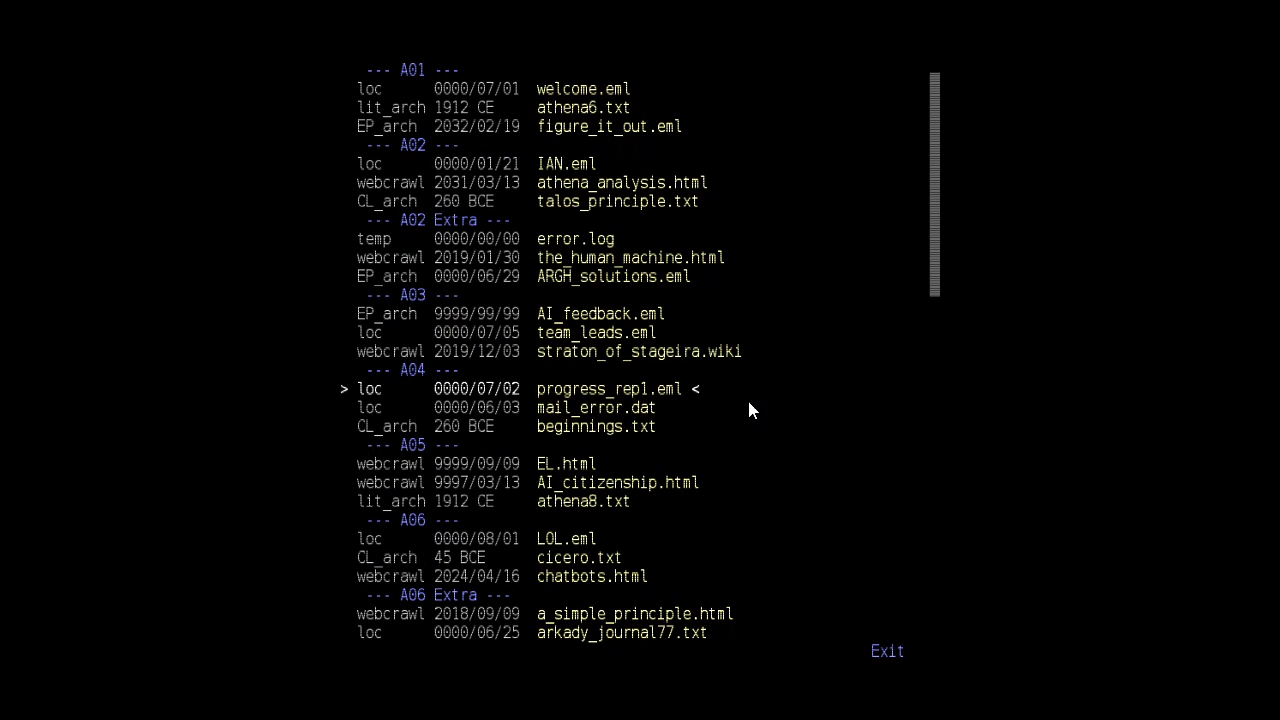 --- A01 ---
loc 0000/07/01 welcome.eml
lit_arch 1912 CE athena6.txt
EP_arch 2032/02/19 figure_it_out.eml
--- A02 ---
loc 0000/01/21 IAN.eml
webcrawl 2031/03/13 athena_analysis.html
CL_arch 260 BCE talos_principle.txt
--- A02 Extra ---
temp 0000/00/00 error.log
webcrawl 2019/01/30 the_human_machine.html
EP_arch 0000/06/29 ARGH_solutions.eml
--- A03 ---
EP_arch 9999/99/99 AI_feedback.eml
loc 0000/07/05 team_leads.eml
webcrawl 2019/12/03 straton_of_stageira.wiki
--- A04 ---
> loc 0000/07/02 progress_rep1.eml <
loc 0000/06/03 mail_error.dat
CL_arch 260 BCE beginnings.txt
--- A05 ---
webcrawl 9999/09/09 EL.html
webcrawl 9997/03/13 AI_citizenship.html
lit_arch 1912 CE athena8.txt
--- A06 ---
loc 0000/08/01 LOL.eml
CL_arch 45 BCE cicero.txt
webcrawl 2024/04/16 chatbots.html
--- A06 Extra ---
webcrawl 2018/09/09 a_simple_principle.html
loc 0000/06/25 arkady_journal77.txt
Exit